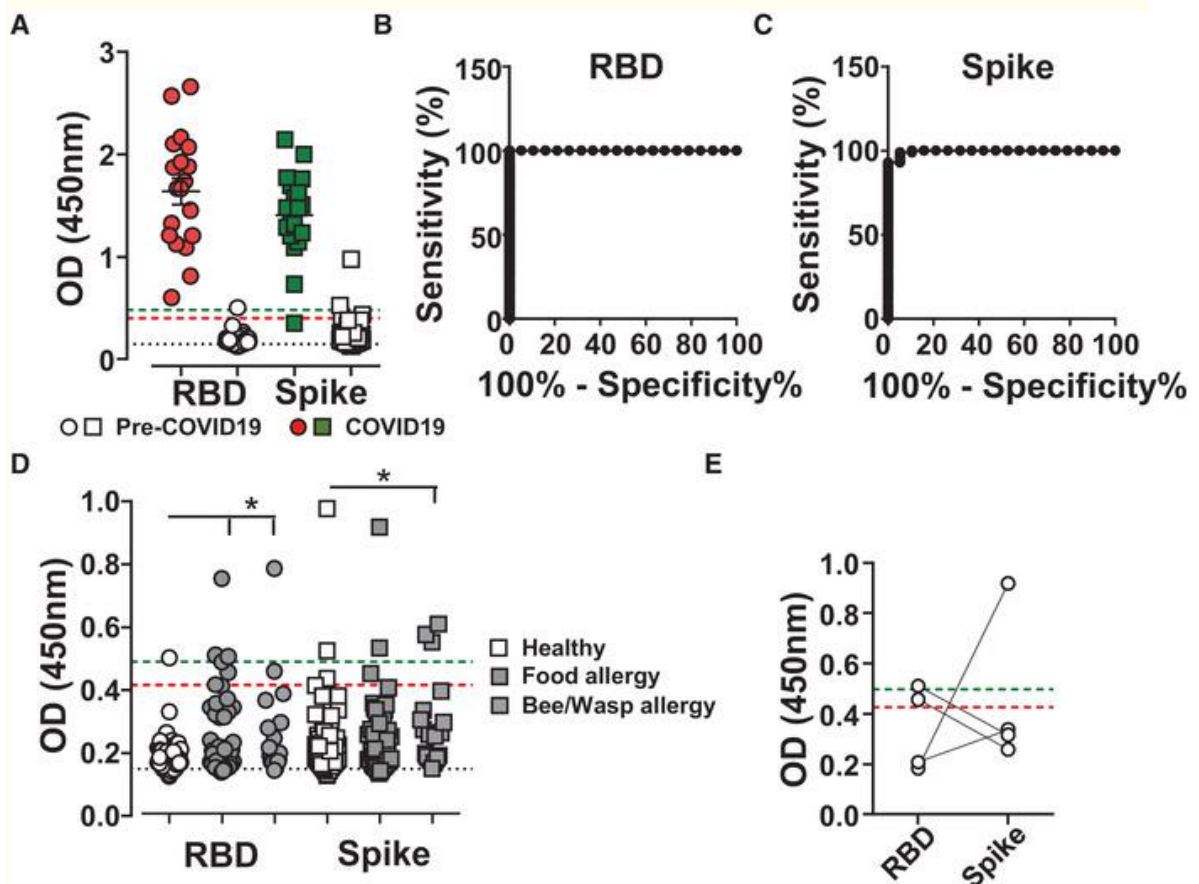 A
3
2
1
0
OD (450nm)
RBD
Spike
Pre-COVID19
COVID19
B
RBD
150
100
50
0
Sensitivity (%)
0 20 40 60 80 100
100% - Specificity%
C
Spike
150
100
50
0
Sensitivity (%)
0 20 40 60 80 100
100% - Specificity%
D
*
*
1.0
0.8
0.6
0.4
0.2
0.0
OD (450nm)
RBD
Spike
Healthy
Food allergy
Bee/Wasp allergy
E
1.0
0.8
0.6
0.4
0.2
0.0
OD (450nm)
RBD
Spike